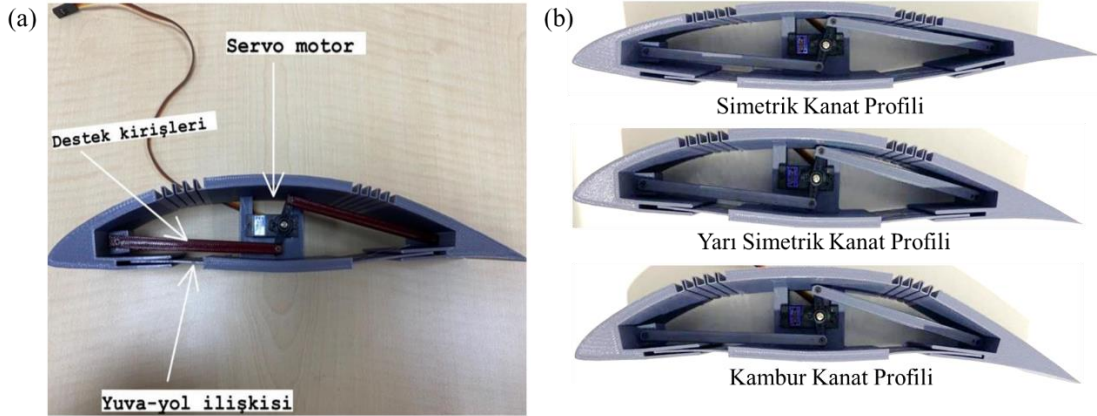 (a)
Servo motor
Destek kirişleri
Yuva-yol ilişkisi
(b)
Simetrik Kanat Profili
Yarı Simetrik Kanat Profili
Kambur Kanat Profili